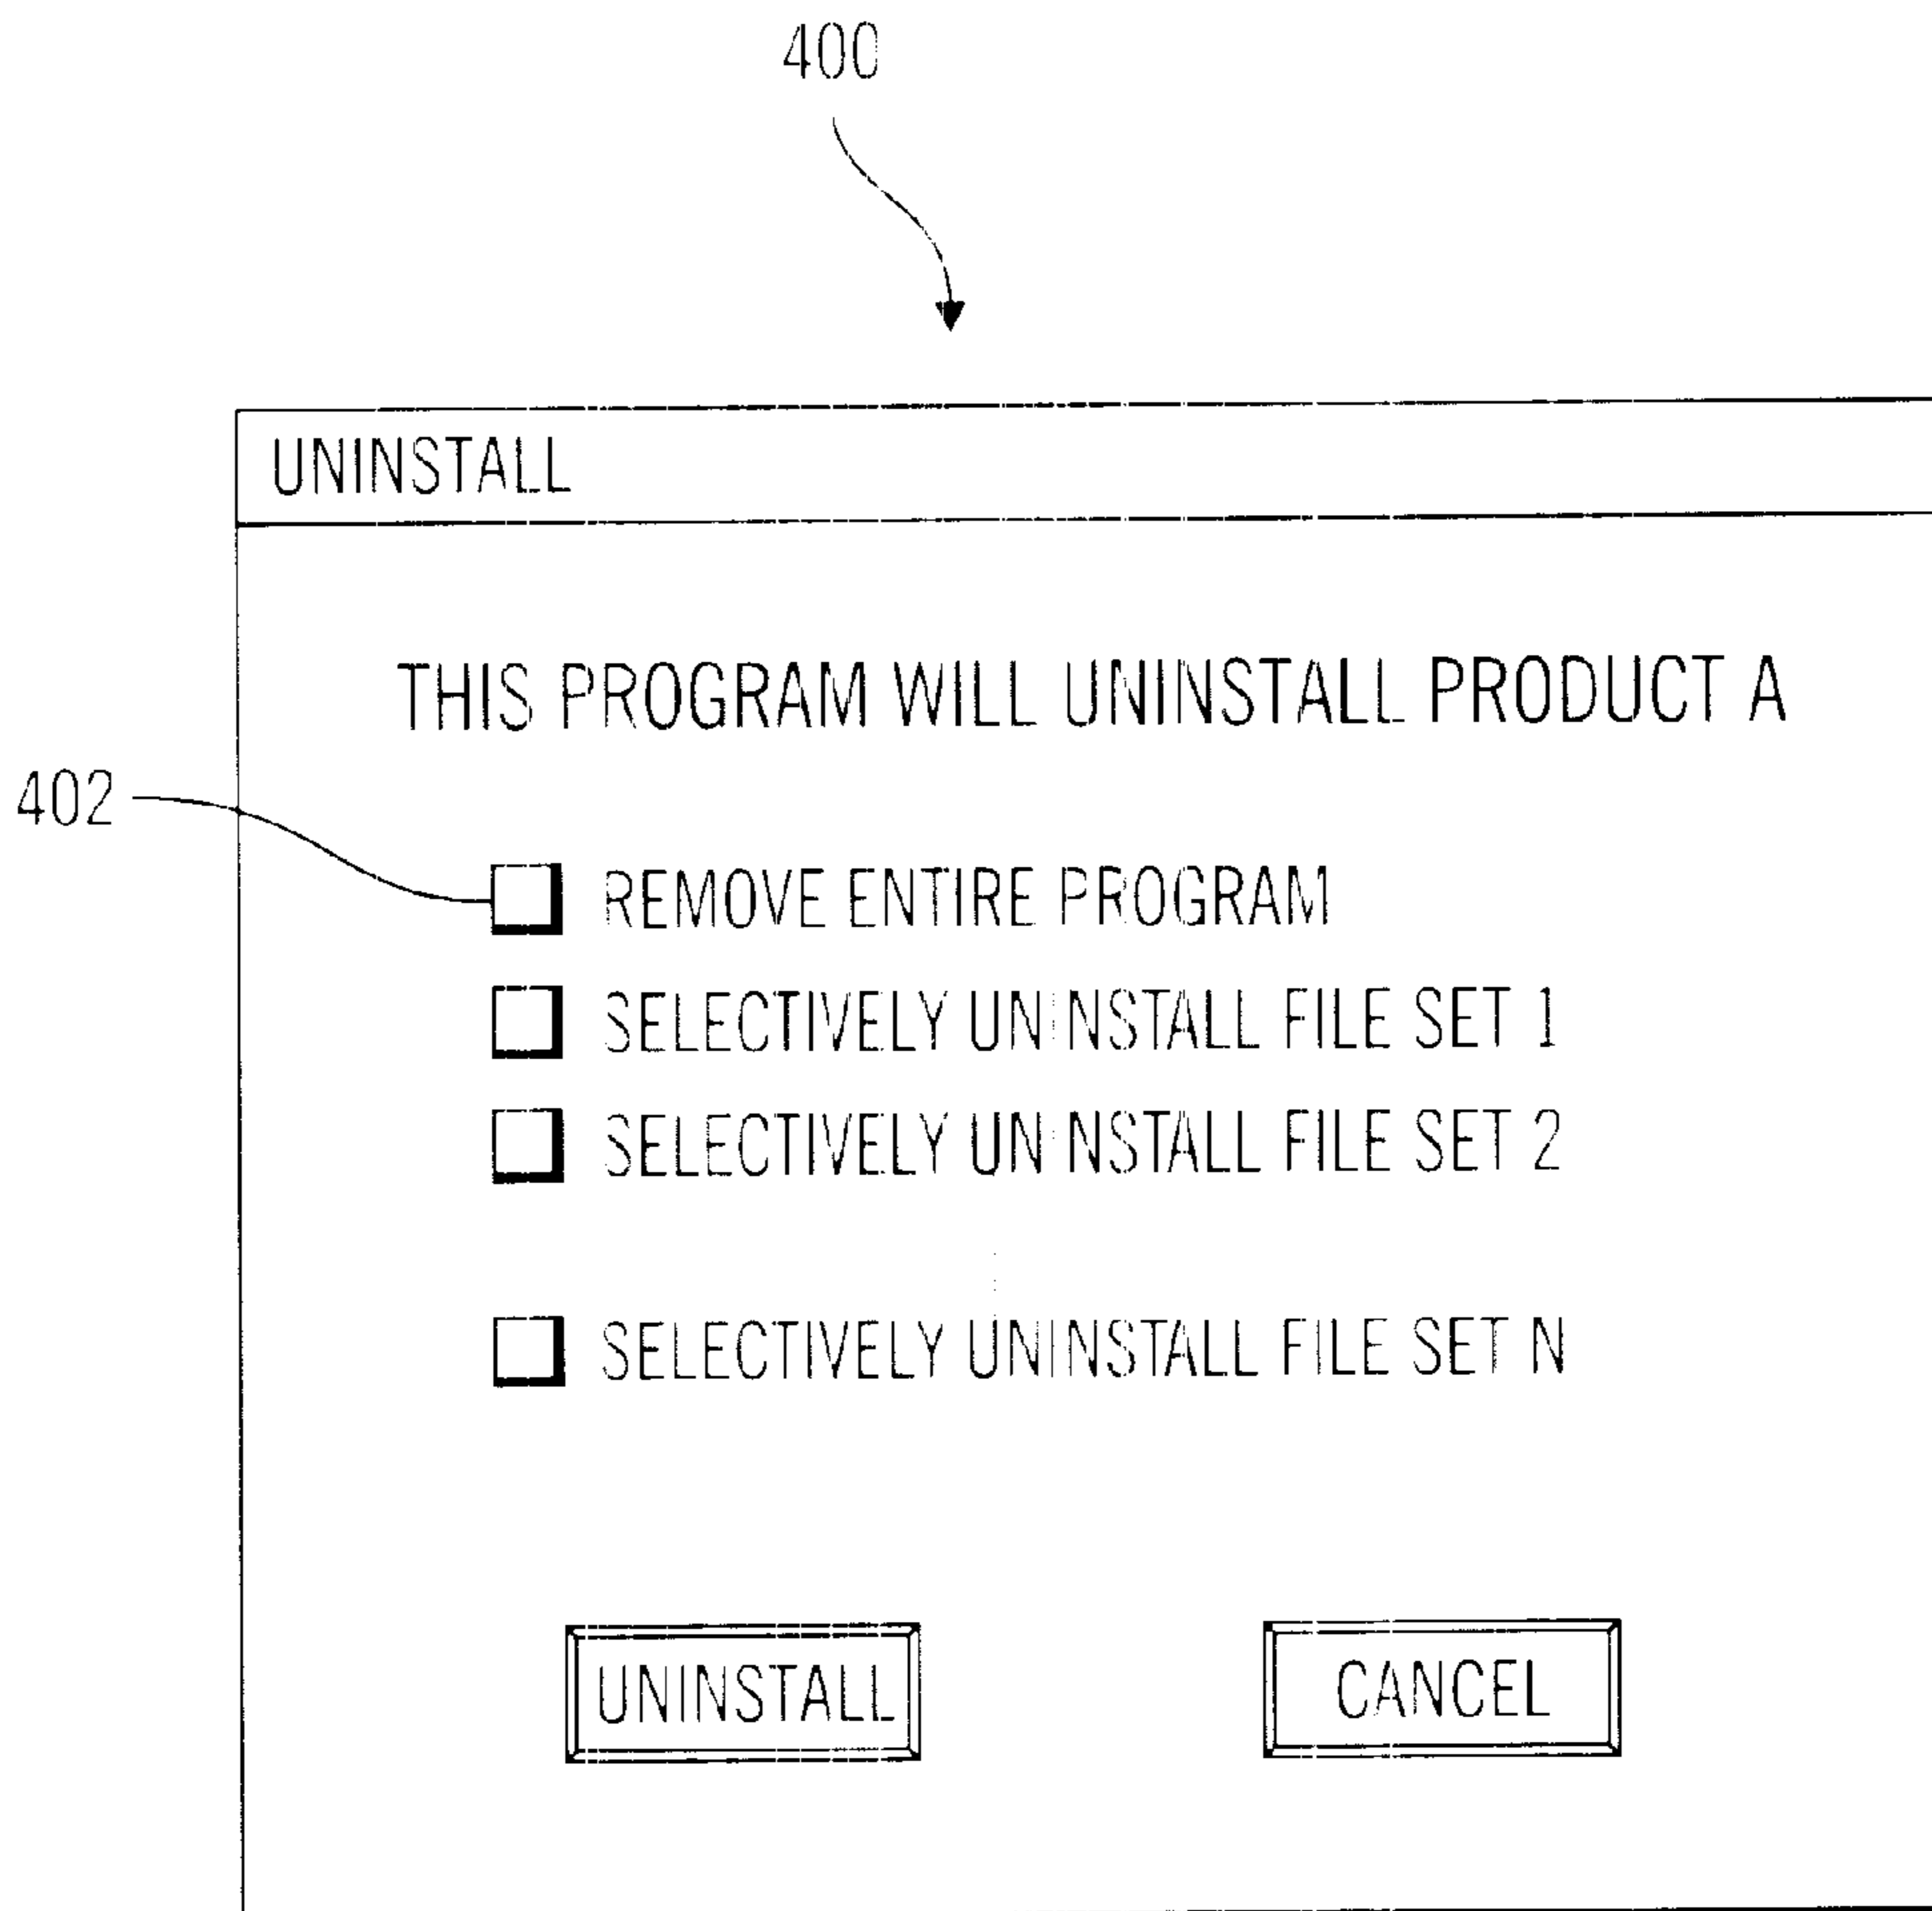 400
UNINSTALL
THIS PROGRAM WILL UNINSTALL PRODUCT A
402
REMOVE ENTIRE PROGRAM
SELECTIVELY UNINSTALL FILE SET 1
SELECTIVELY UNINSTALL FILE SET 2
SELECTIVELY UNINSTALL FILE SET N
UNINSTALL
CANCEL